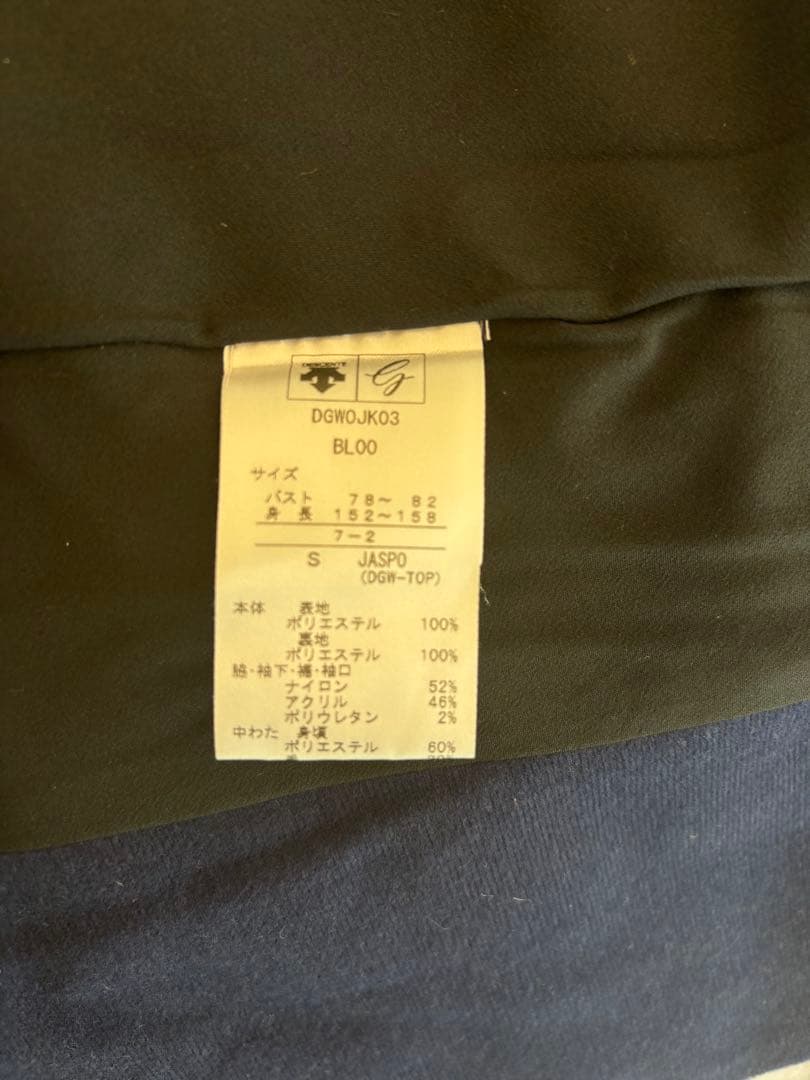 DESCENTE
DGWOJK03
BL00
サイズ
バスト 78～ 82
身長 152～158
7-2
S JASPO
(DGW-TOP)
本体 表地
ポリエステル 100%
裏地
ポリエステル 100%
脇・袖下・裾・袖口
ナイロン 52%
アクリル 46%
ポリウレタン 2%
中わた 身頃
ポリエステル 60%